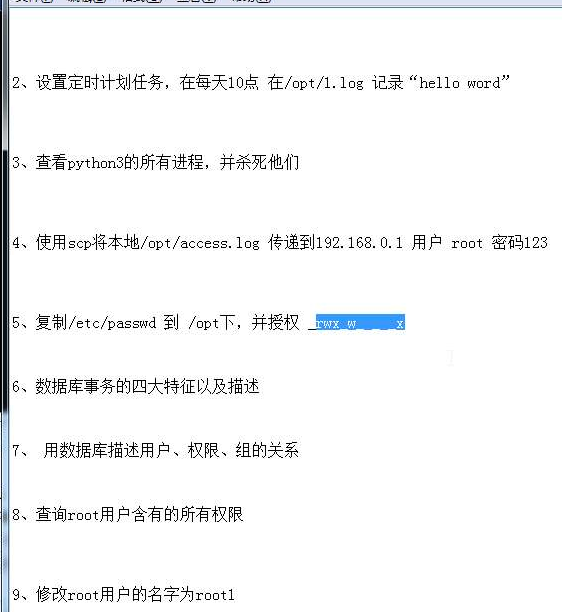 2、设置定时计划任务，在每天10点 在/opt/1.log 记录“hello word”
3、查看python3的所有进程，并杀死他们
4、使用scp将本地/opt/access.log 传递到192.168.0.1 用户 root 密码123
5、复制/etc/passwd 到 /opt下，并授权 _rwx_w_ _ _ _x
6、数据库事务的四大特征以及描述
7、 用数据库描述用户、权限、组的关系
8、查询root用户含有的所有权限
9、修改root用户的名字为root1